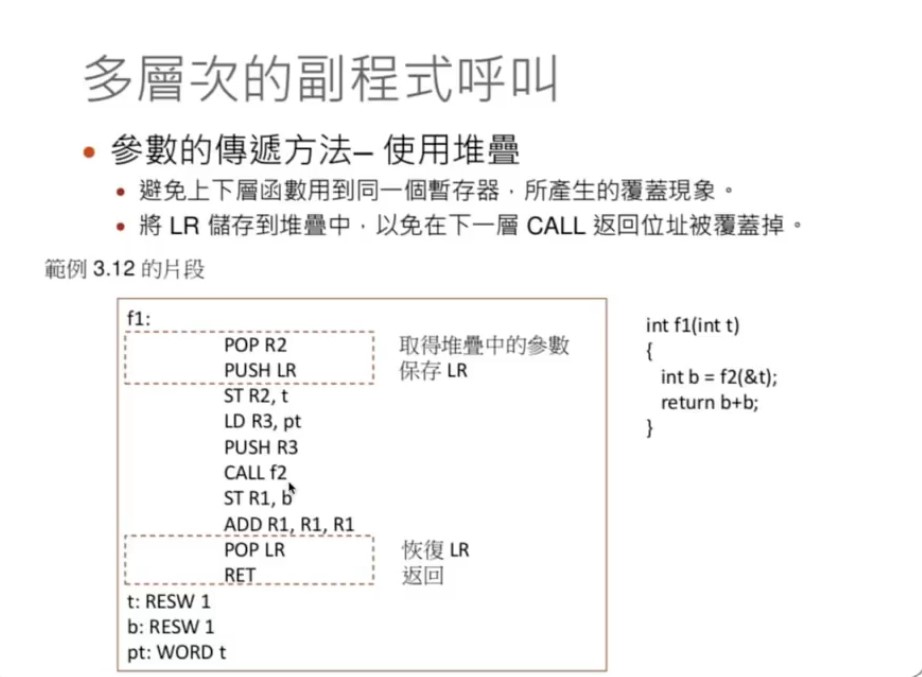 多層次的副程式呼叫
• 參數的傳遞方法– 使用堆疊
• 避免上下層函數用到同一個暫存器，所產生的覆蓋現象。
• 將 LR 儲存到堆疊中，以免在下一層 CALL 返回位址被覆蓋掉。
範例 3.12 的片段
f1:
POP R2 取得堆疊中的參數
PUSH LR 保存 LR
ST R2, t
LD R3, pt
PUSH R3
CALL f2
ST R1, b
ADD R1, R1, R1
POP LR 恢復 LR
RET 返回
t: RESW 1
b: RESW 1
pt: WORD t
int f1(int t)
{
int b = f2(&t);
return b+b;
}